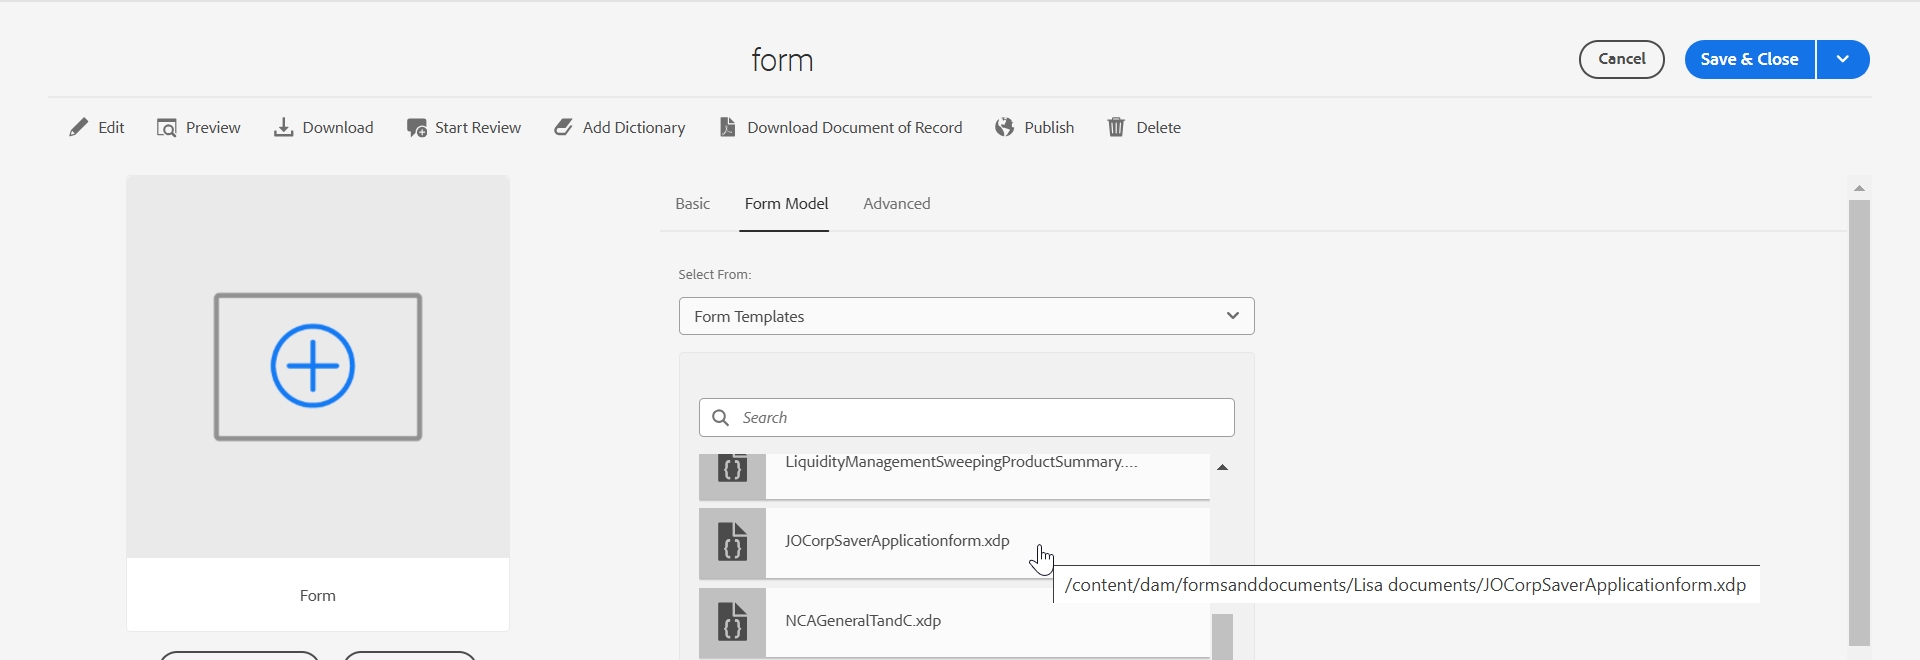 form
Cancel
Save & Close
Edit
Preview
Download
Start Review
Add Dictionary
Download Document of Record
Publish
Delete
Basic
Form Model
Advanced
Select From:
Form Templates
Search
LiquidityManagementSweepingProductSummary....
JOCorpSaverApplicationform.xdp
/content/dam/formsanddocuments/Lisa documents/JOCorpSaverApplicationform.xdp
NCAGeneralTandC.xdp
Form